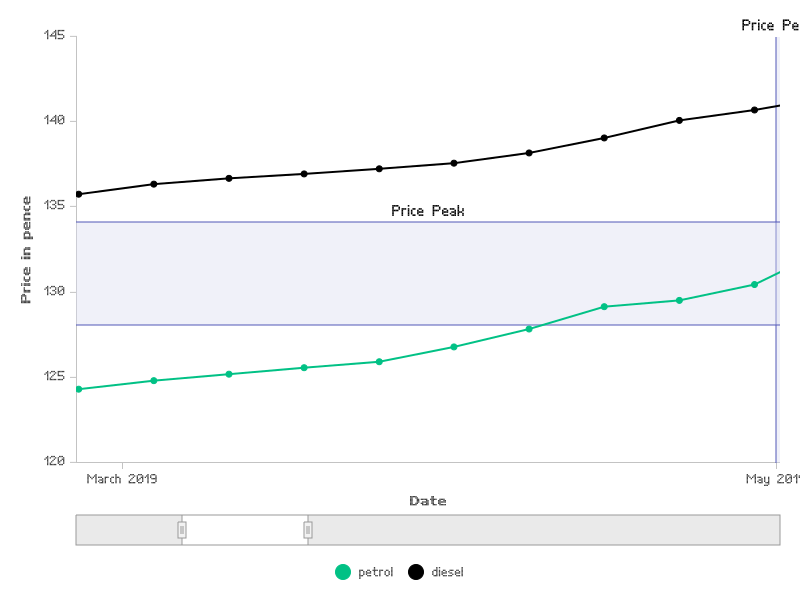 Price Pe
145
140
135
Price Peak
130
125
120
Price in pence
March 2019
May 201
Date
petrol
diesel